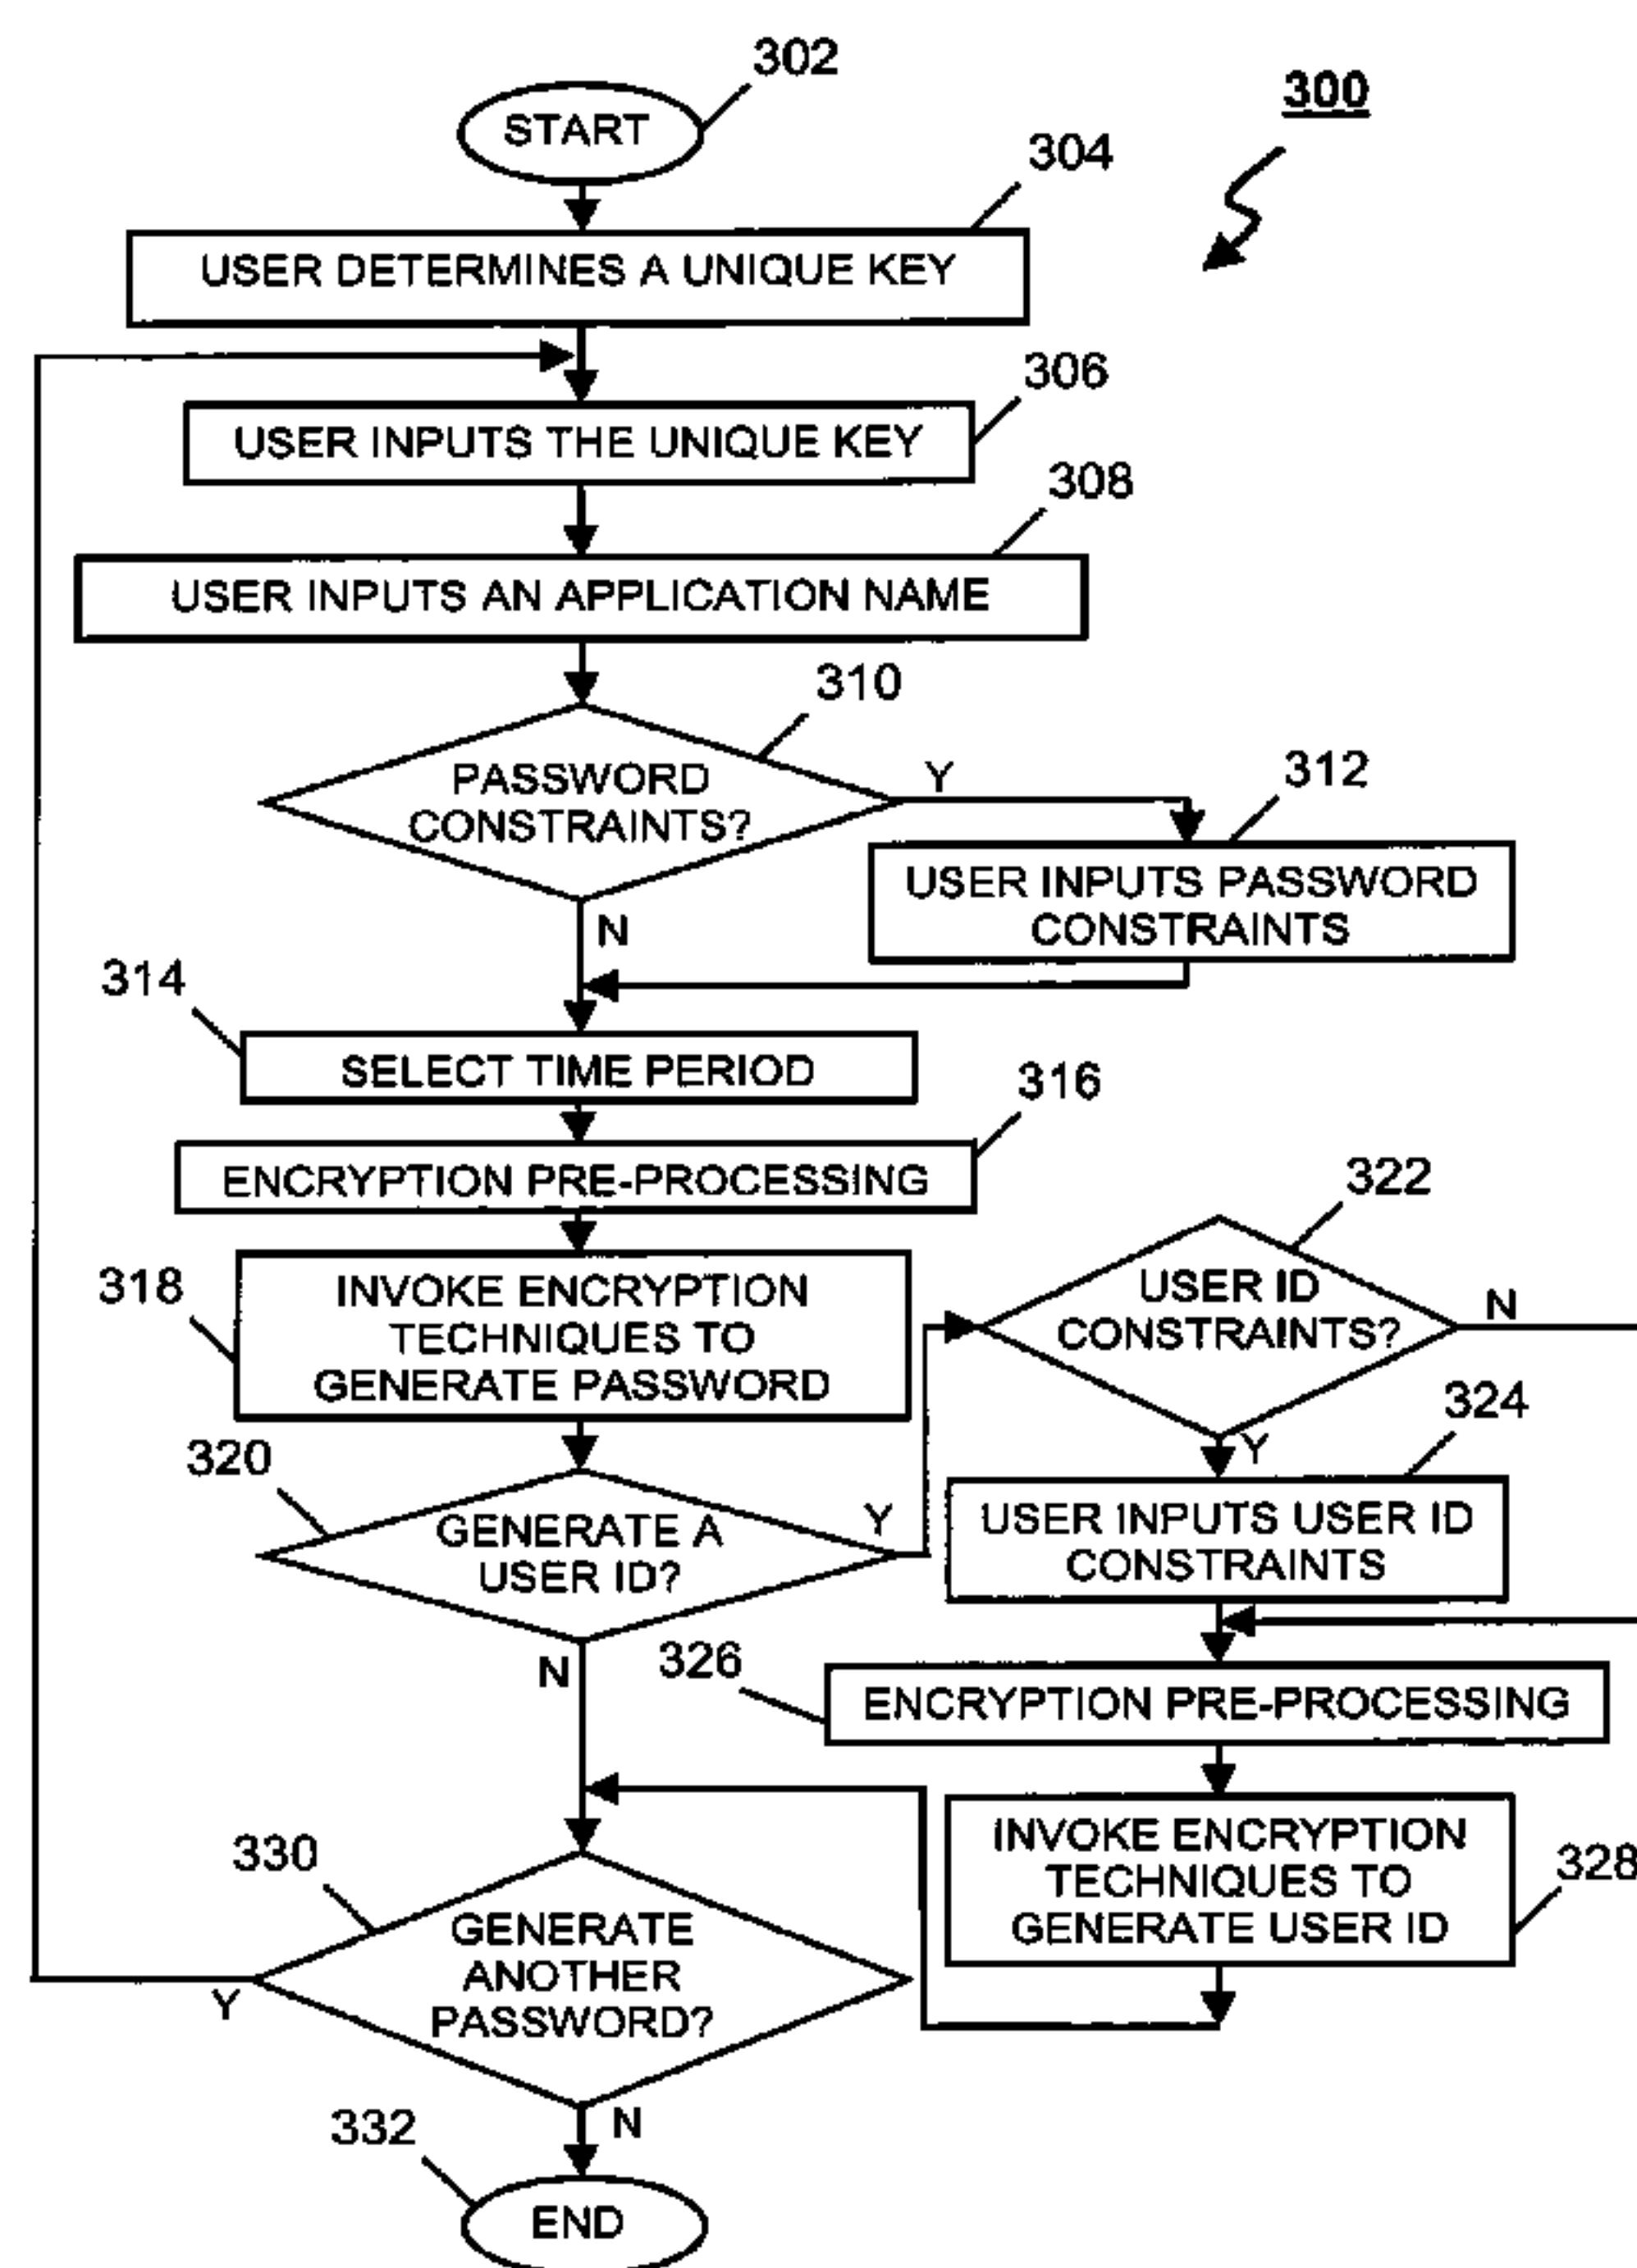 302
START
300
304
USER DETERMINES A UNIQUE KEY
306
USER INPUTS THE UNIQUE KEY
308
USER INPUTS AN APPLICATION NAME
310
PASSWORD
CONSTRAINTS?
Y
312
USER INPUTS PASSWORD
CONSTRAINTS
N
314
SELECT TIME PERIOD
316
ENCRYPTION PRE-PROCESSING
318
INVOKE ENCRYPTION
TECHNIQUES TO
GENERATE PASSWORD
320
GENERATE A
USER ID?
Y
N
322
USER ID
CONSTRAINTS?
N
Y
324
USER INPUTS USER ID
CONSTRAINTS
326
ENCRYPTION PRE-PROCESSING
INVOKE ENCRYPTION
TECHNIQUES TO
GENERATE USER ID
328
330
GENERATE
ANOTHER
PASSWORD?
Y
N
332
END